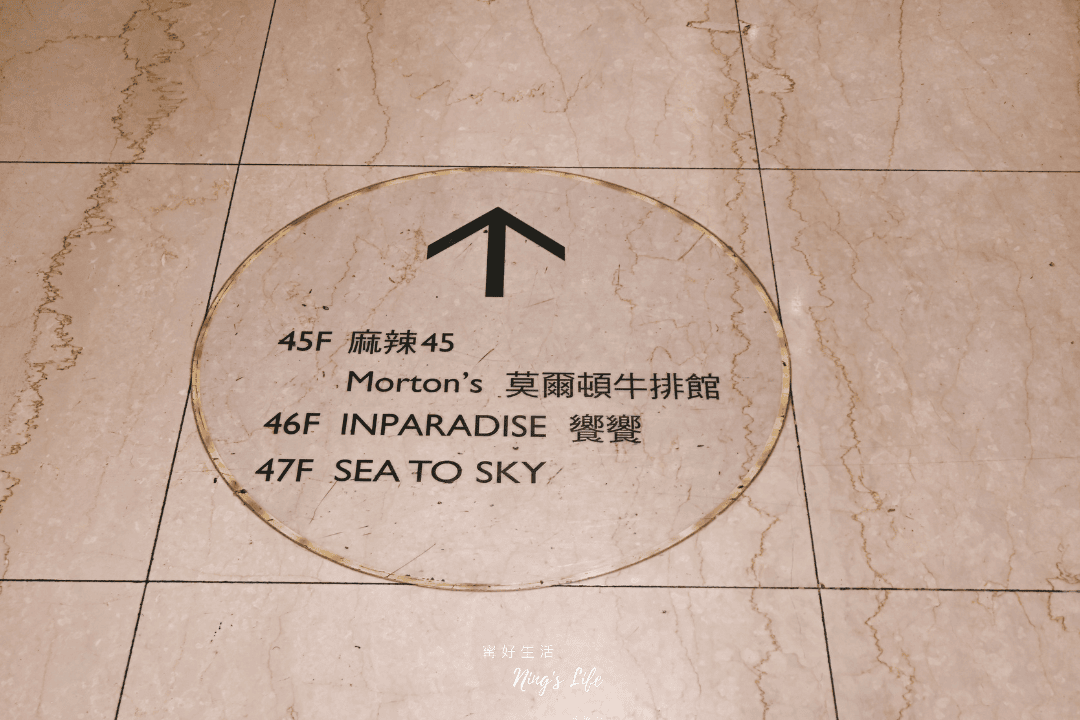 45F 麻辣45
Morton's 莫爾頓牛排館
46F INPARADISE 饗饗
47F SEA TO SKY
甯好生活
Ning's Life